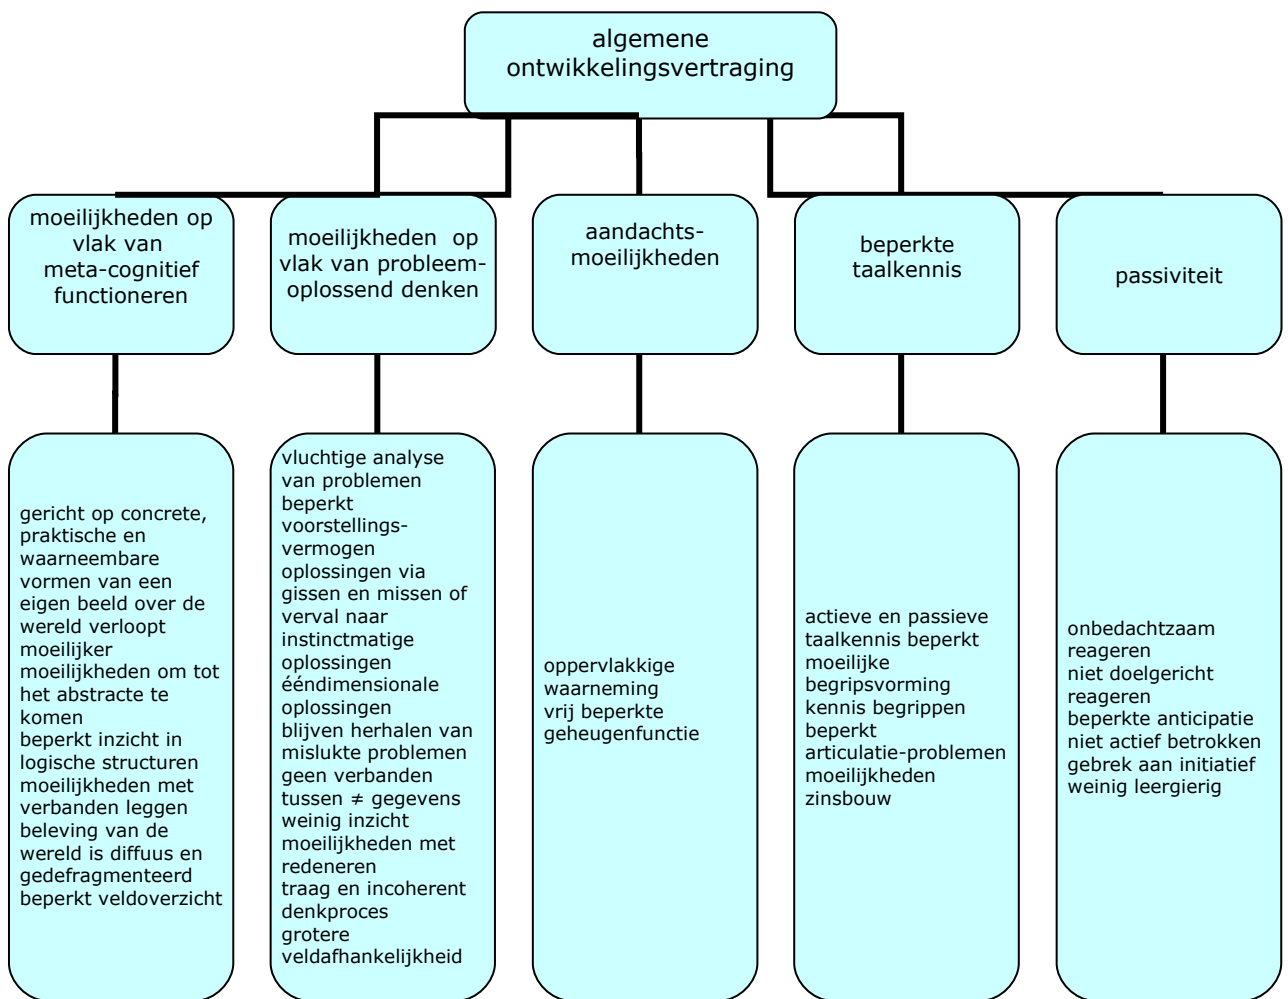 algemene
ontwikkelingsvertraging
moeilijkheden op
vlak van
meta-cognitief
functioneren
moeilijkheden op
vlak van probleem-
oplossend denken
aandachts-
moeilijkheden
beperkte
taalkennis
passiviteit
gericht op concrete,
praktische en
waarneembare
vormen van een
eigen beeld over de
wereld verloopt
moeilijker
moeilijkheden om tot
het abstracte te
komen
beperkt inzicht in
logische structuren
moeilijkheden met
verbanden leggen
beleving van de
wereld is diffuus en
gedefragmenteerd
beperkt veldoverzicht
vluchtige analyse
van problemen
beperkt
voorstellings-
vermogen
oplossingen via
gissen en missen of
verval naar
instinctmatige
oplossingen
ééndimensionale
oplossingen
blijven herhalen van
mislukte problemen
geen verbanden
tussen ≠ gegevens
weinig inzicht
moeilijkheden met
redeneren
traag en incoherent
denkproces
grotere
veldafhankelijkheid
oppervlakkige
waarneming
vrij beperkte
geheugenfunctie
actieve en passieve
taalkennis beperkt
moeilijke
begripsvorming
kennis begrippen
beperkt
articulatie-problemen
moeilijkheden
zinsbouw
onbedachtzaam
reageren
niet doelgericht
reageren
beperkte anticipatie
niet actief betrokken
gebrek aan initiatief
weinig leergierig